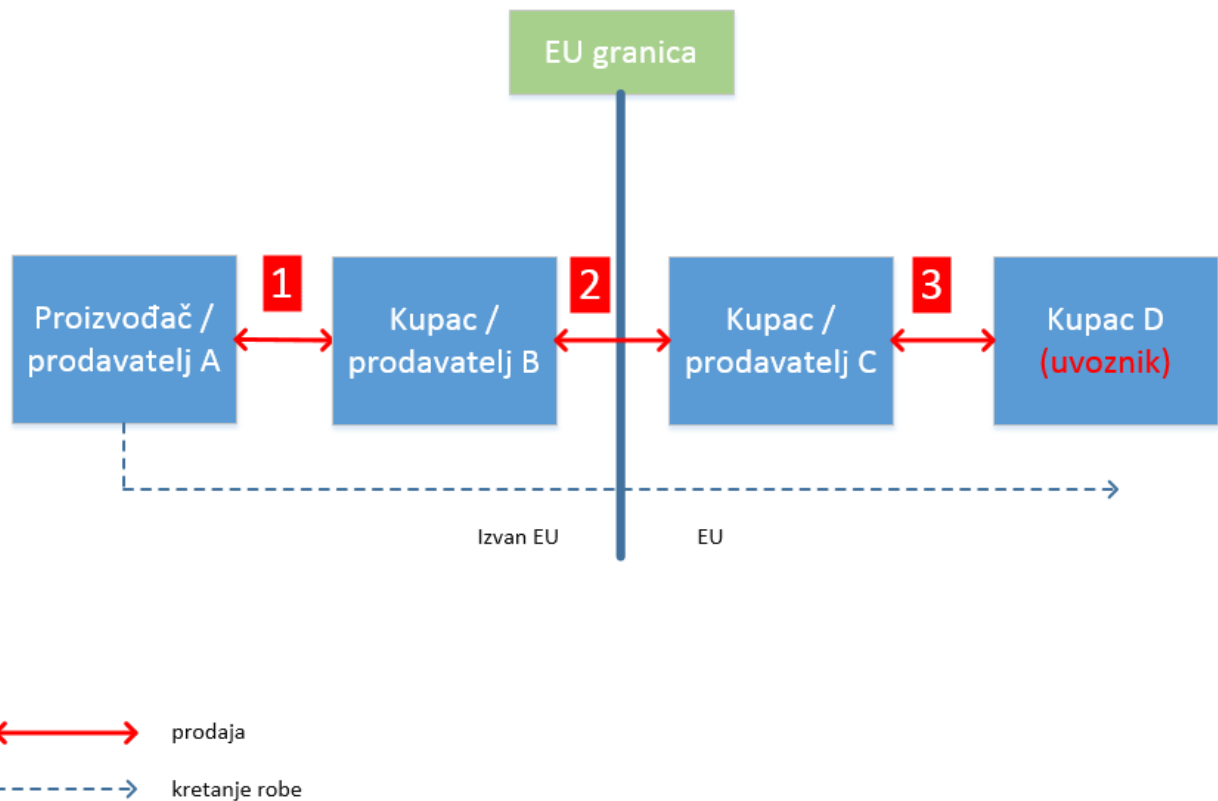 EU granica
1
2
3
Proizvođač /
prodavatelj A
Kupac /
prodavatelj B
Kupac /
prodavatelj C
Kupac D
(uvoznik)
Izvan EU
EU
prodaja
kretanje robe